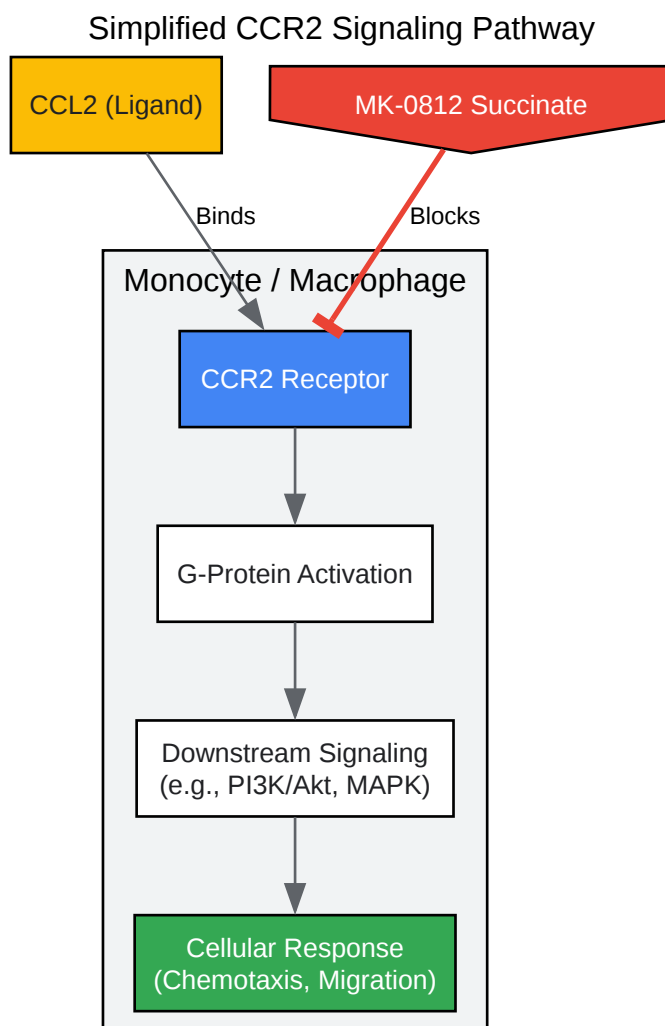 Simplified CCR2 Signaling Pathway
CCL2 (Ligand)
MK-0812 Succinate
Binds
Blocks
Monocyte / Macrophage
CCR2 Receptor
G-Protein Activation
Downstream Signaling
(e.g., PI3K/Akt, MAPK)
Cellular Response
(Chemotaxis, Migration)